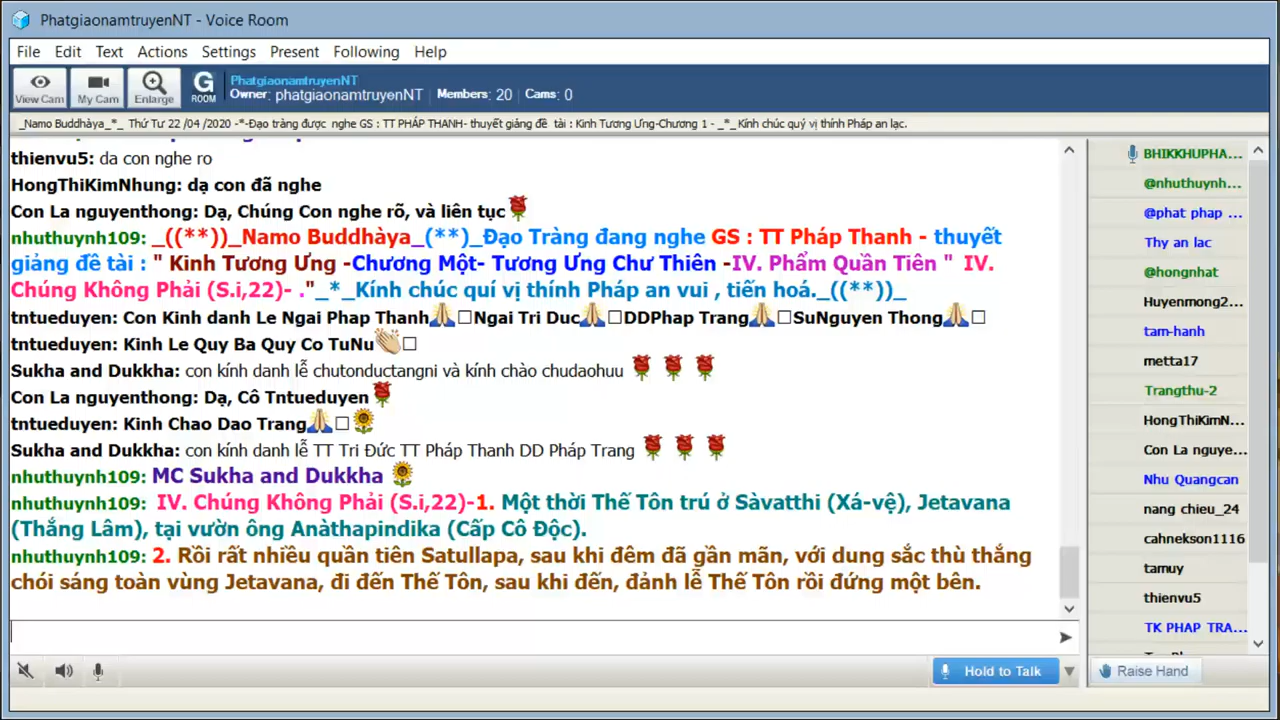 PhatgiaonamtruyenNT - Voice Room
File Edit Text Actions Settings Present Following Help
View Cam My Cam Enlarge G ROOM
PhatgiaonamtruyenNT
Owner: phatgiaonamtruyenNT Members: 20 Cams: 0
_Namo Buddhàya_*_ Thứ Tư 22 /04 /2020 -*-Đạo tràng được nghe GS : TT PHÁP THANH- thuyết giảng đề tài : Kinh Tương Ưng-Chương 1 - _*_Kính chúc quý vị thính Pháp an lạc.
thienvu5: da con nghe ro
HongThiKimNhung: dạ con đã nghe
Con La nguyenthong: Dạ, Chúng Con nghe rõ, và liên tục
nhuthuynh109: _((**))_Namo Buddhàya_(**)_Đạo Tràng đang nghe GS : TT Pháp Thanh - thuyết
giảng đề tài : " Kinh Tương Ưng -Chương Một- Tương Ưng Chư Thiên -IV. Phẩm Quần Tiên " IV.
Chúng Không Phải (S.i,22)- ."_*_Kính chúc quí vị thính Pháp an vui , tiến hoá._((**))_
tntueduyen: Con Kinh danh Le Ngai Phap Thanh🙏□Ngai Tri Duc🙏□DDPhap Trang🙏□SuNguyen Thong🙏□
tntueduyen: Kinh Le Quy Ba Quy Co TuNu👏□
Sukha and Dukkha: con kính danh lễ chutonductangni và kính chào chudaohuu
Con La nguyenthong: Dạ, Cô Tntueduyen
tntueduyen: Kinh Chao Dao Trang🙏□🌻
Sukha and Dukkha: con kính danh lễ TT Tri Đức TT Pháp Thanh DD Pháp Trang
nhuthuynh109: MC Sukha and Dukkha
nhuthuynh109: IV. Chúng Không Phải (S.i,22)-1. Một thời Thế Tôn trú ở Sàvatthi (Xá-vệ), Jetavana
(Thắng Lâm), tại vườn ông Anàthapindika (Cấp Cô Độc).
nhuthuynh109: 2. Rồi rất nhiều quần tiên Satullapa, sau khi đêm đã gần mãn, với dung sắc thù thắng
chói sáng toàn vùng Jetavana, đi đến Thế Tôn, sau khi đến, đảnh lễ Thế Tôn rồi đứng một bên.
BHIKKHUPHA...
@nhuthuynh...
@phat phap ...
Thy an lac
@hongnhat
Huyenmong2...
tam-hanh
metta17
Trangthu-2
HongThiKimN...
Con La nguye...
Nhu Quangcan
nang chieu_24
cahnekson1116
tamuy
thienvu5
TK PHAP TRA...
Hold to Talk
Raise Hand